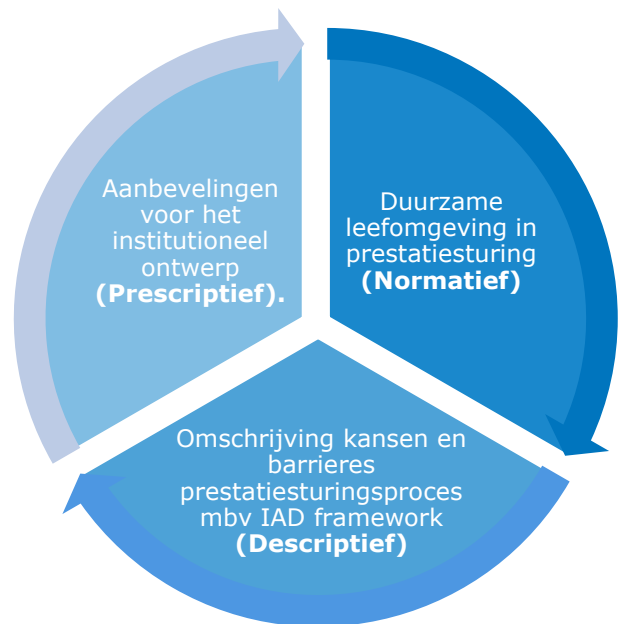 Aanbevelingen
voor het
institutioneel
ontwerp
(Prescriptief).
Duurzame
leefomgeving in
prestatiesturing
(Normatief)
Omschrijving kansen en
barrieres
prestatiesturingsproces
mbv IAD framework
(Descriptief)